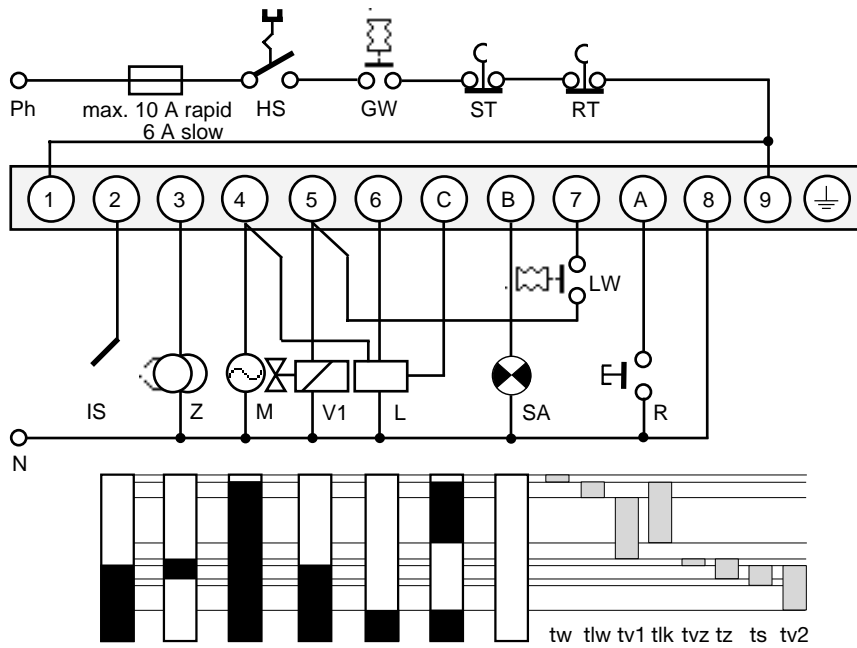 Ph
max. 10 A rapid
6 A slow
HS
GW
ST
RT
1 2 3 4 5 6 C B 7 A 8 9
LW
IS Z M V1 L SA R
N
tw tlw tv1 tlk tvz tz ts tv2